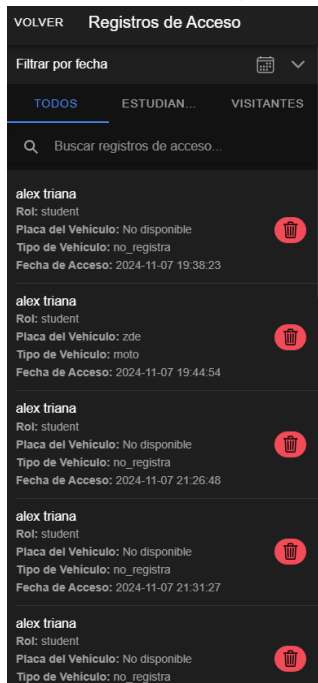 VOLVER Registros de Acceso
Filtrar por fecha
TODOS ESTUDIAN... VISITANTES
Buscar registros de acceso...
alex triana
Rol: student
Placa del Vehículo: No disponible
Tipo de Vehículo: no_registra
Fecha de Acceso: 2024-11-07 19:38:23
alex triana
Rol: student
Placa del Vehículo: zde
Tipo de Vehículo: moto
Fecha de Acceso: 2024-11-07 19:44:54
alex triana
Rol: student
Placa del Vehículo: No disponible
Tipo de Vehículo: no_registra
Fecha de Acceso: 2024-11-07 21:26:48
alex triana
Rol: student
Placa del Vehículo: No disponible
Tipo de Vehículo: no_registra
Fecha de Acceso: 2024-11-07 21:31:27
alex triana
Rol: student
Placa del Vehículo: No disponible
Tipo de Vehículo: no_registra